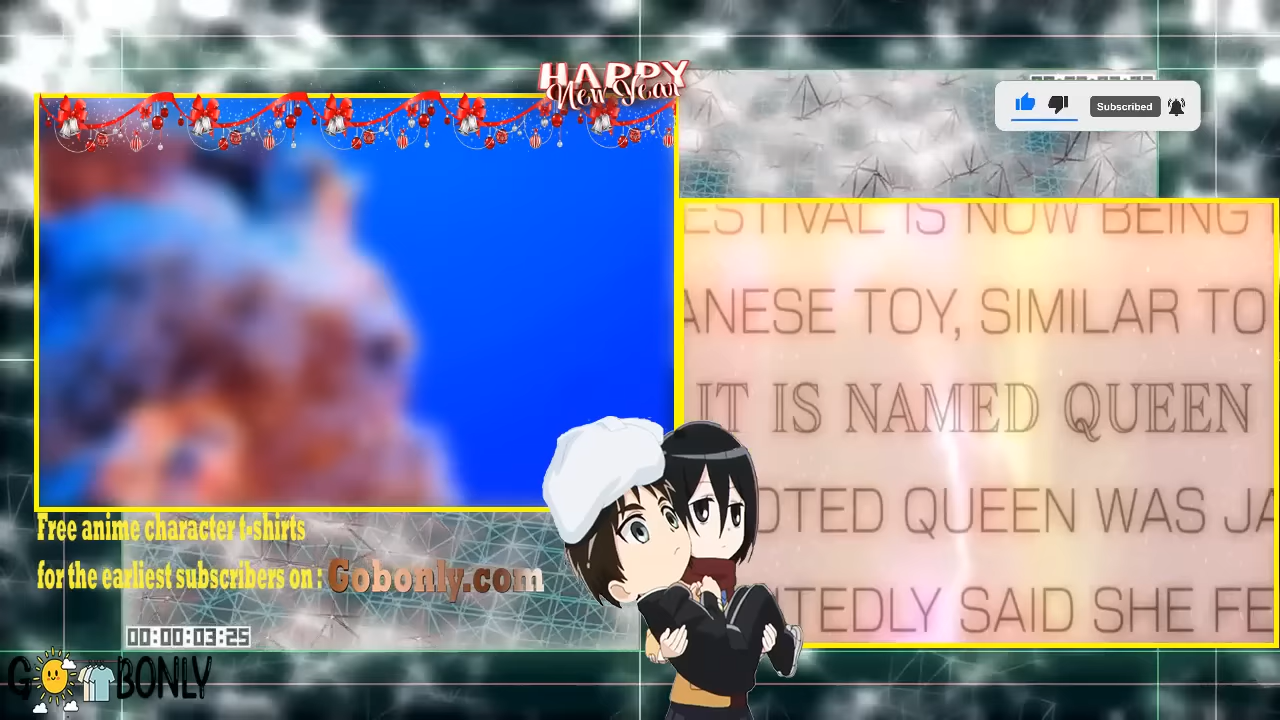 HAPPY
New Year
Subscribed
ESTIVAL IS NOW BEING
ANESE TOY, SIMILAR TO
IT IS NAMED QUEEN
OTED QUEEN WAS JA
TEDLY SAID SHE FE
Free anime character t-shirts
for the earliest subscribers on : Gobonly.com
00:00:03:25
GOBONLY